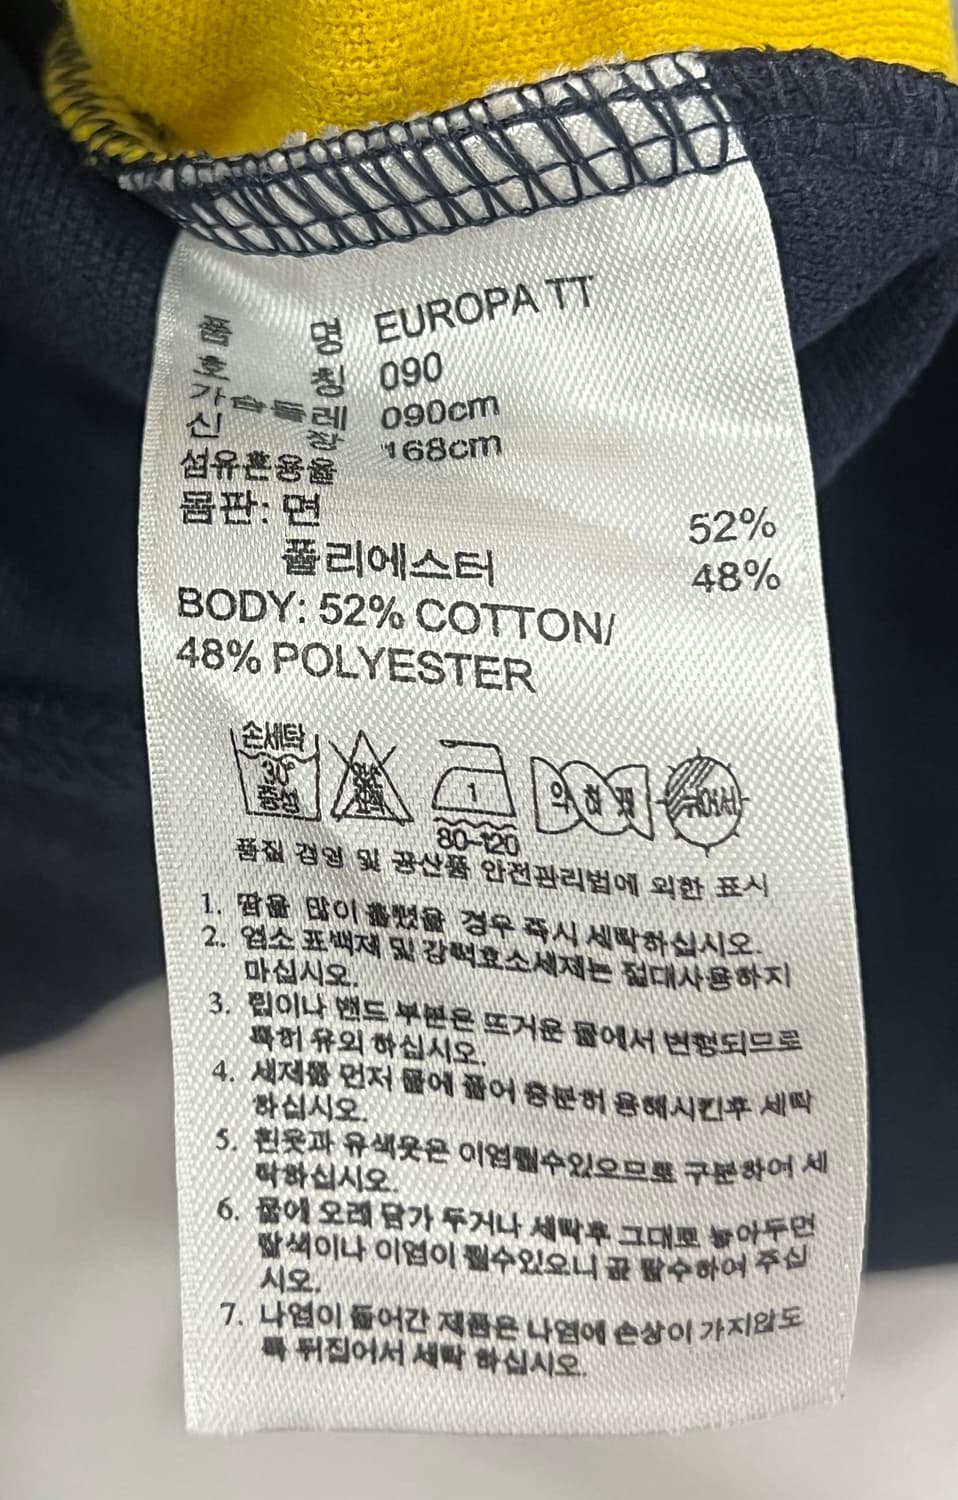 품 명 EUROPA TT
호 칭 090
가슴둘레 090cm
신 장 168cm
섬유혼용율
몸판: 면 52%
폴리에스터 48%
BODY: 52% COTTON/
48% POLYESTER
손세탁
약 30℃
중성
1
80-120
품질 경영 및 공산품 안전관리법에 의한 표시
1. 땀을 많이 흘렸을 경우 즉시 세탁하십시오.
2. 염소 표백제 및 강력효소세제는 절대사용하지
마십시오.
3. 립이나 밴드 부분은 뜨거운 물에서 변형되므로
특히 유의 하십시오.
4. 세제를 먼저 물에 풀어 충분히 용해시킨후 세탁
하십시오.
5. 흰옷과 유색옷은 이염될수있으므로 구분하여 세
탁하십시오.
6. 물에 오래 담가 두거나 세탁후 그대로 놓아두면
탈색이나 이염이 될수있으니 곧 탈수하여 주십
시오.
7. 나염이 들어간 제품은 나염에 손상이 가지않도
록 뒤집어서 세탁 하십시오.